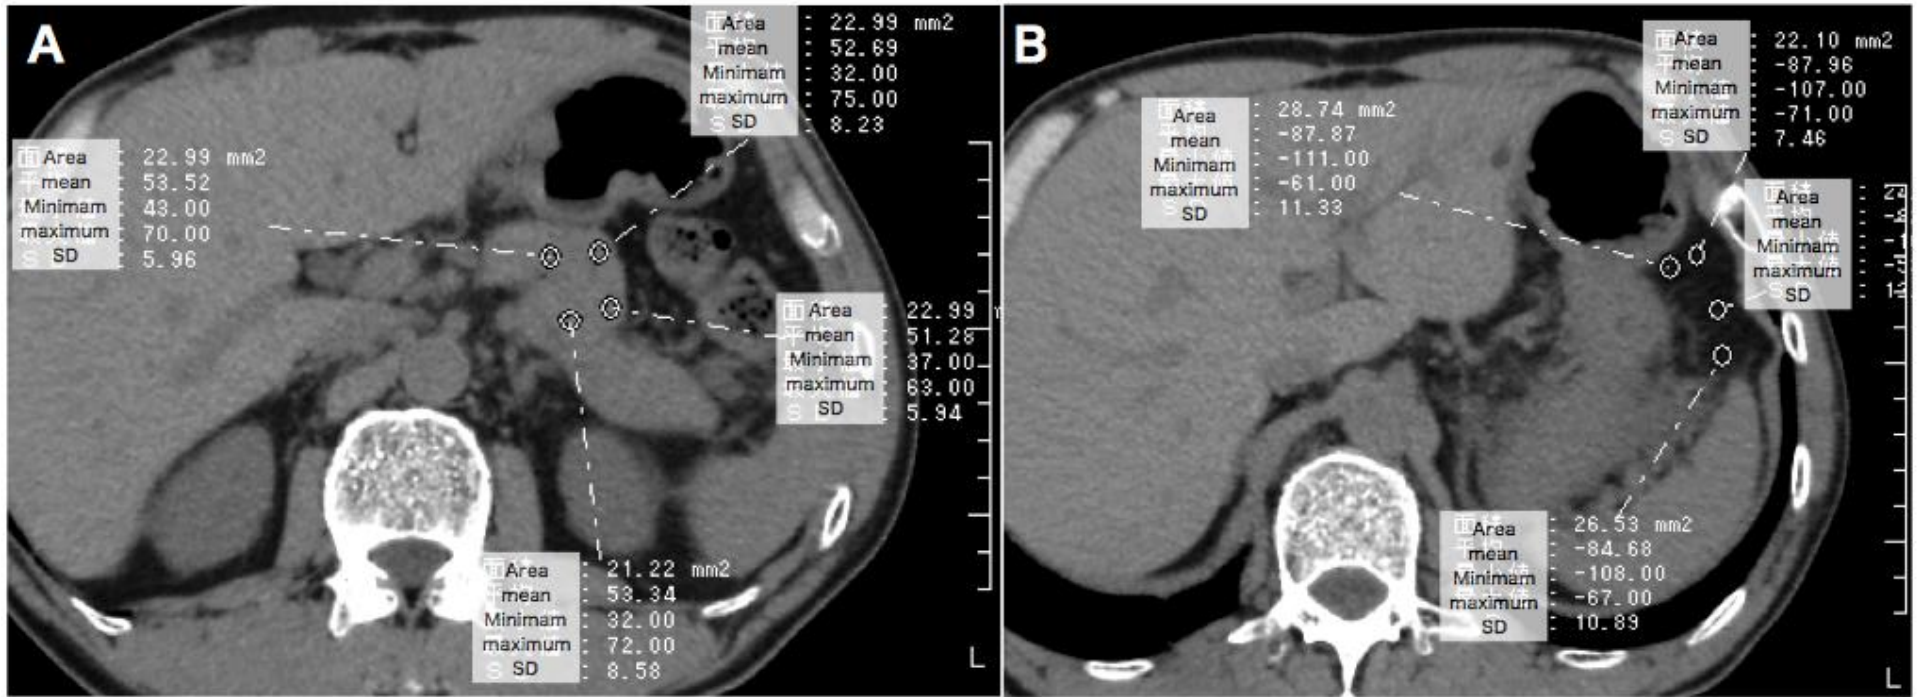 A
Area : 22.99 mm2
mean : 52.69
Minimam : 32.00
maximum : 75.00
SD : 8.23
Area : 22.99 mm2
mean : 53.52
Minimam : 43.00
maximum : 70.00
SD : 5.96
Area : 22.99
mean : 51.28
Minimam : 37.00
maximum : 63.00
SD : 5.94
Area : 21.22 mm2
mean : 53.34
Minimam : 32.00
maximum : 72.00
SD : 8.58
L
B
Area : 22.10 mm2
mean : -87.96
Minimam : -107.00
maximum : -71.00
SD : 7.46
Area : 28.74 mm2
mean : -87.87
Minimam : -111.00
maximum : -61.00
SD : 11.33
Area :
mean :
Minimam :
maximum :
SD :
Area : 26.53 mm2
mean : -84.68
Minimam : -108.00
maximum : -67.00
SD : 10.89
L